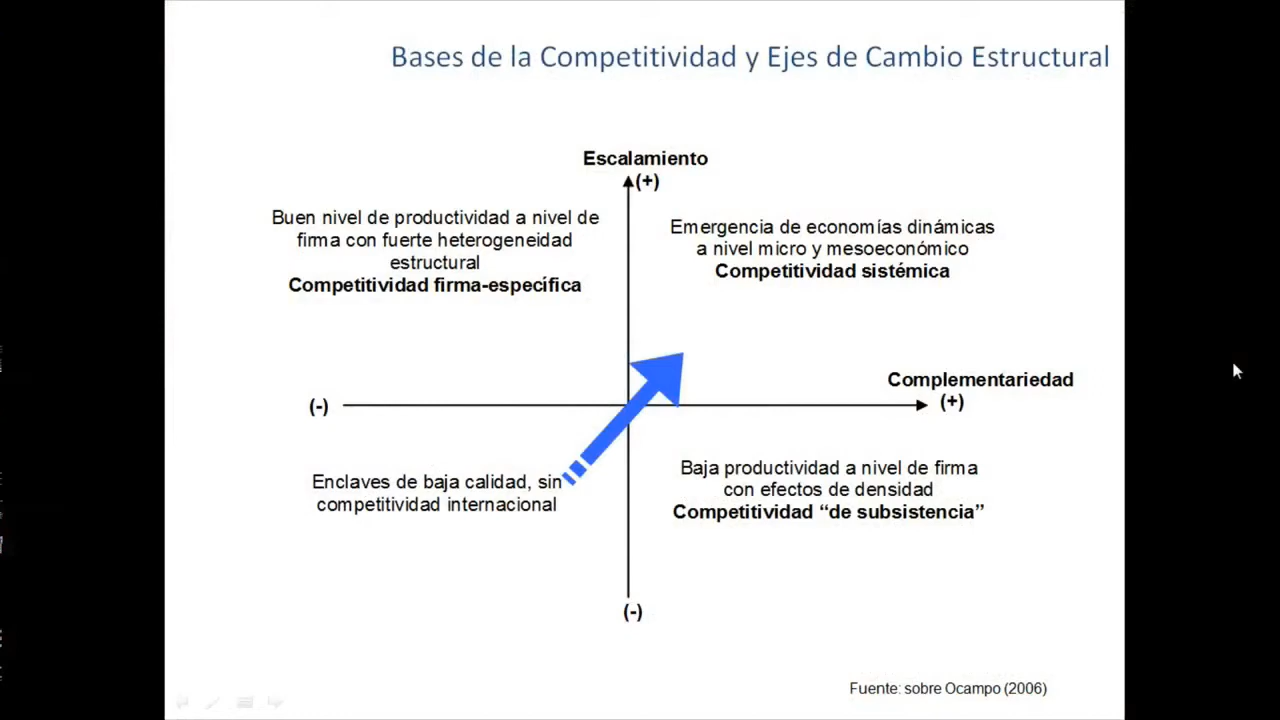 Bases de la Competitividad y Ejes de Cambio Estructural
Escalamiento
(+)
Buen nivel de productividad a nivel de
firma con fuerte heterogeneidad
estructural
Competitividad firma-específica
Emergencia de economías dinámicas
a nivel micro y mesoeconómico
Competitividad sistémica
Complementariedad
(+)
(-)
Enclaves de baja calidad, sin
competitividad internacional
Baja productividad a nivel de firma
con efectos de densidad
Competitividad “de subsistencia”
(-)
Fuente: sobre Ocampo (2006)